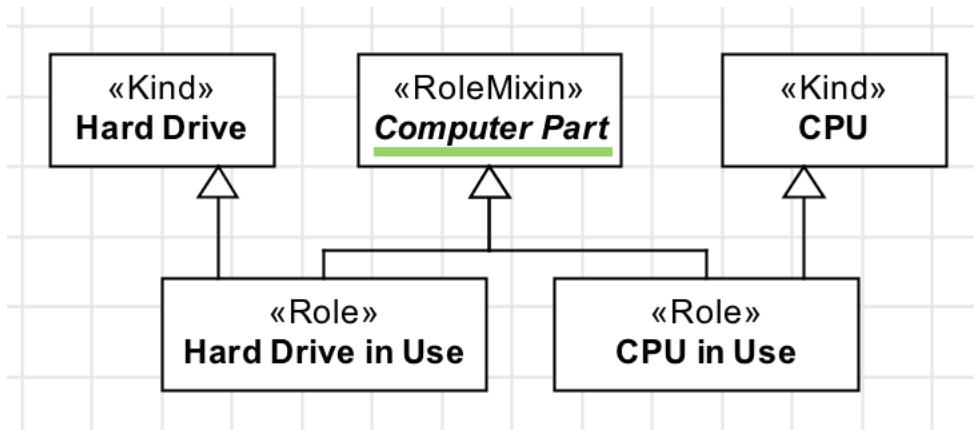 «Kind»
Hard Drive
«RoleMixin»
Computer Part
«Kind»
CPU
«Role»
Hard Drive in Use
«Role»
CPU in Use